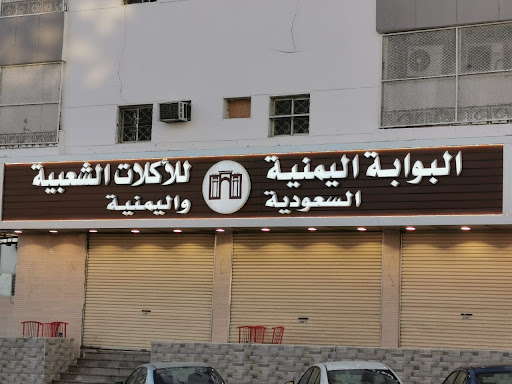 البوابة اليمنية للأكلات الشعبية
السعودية واليمنية